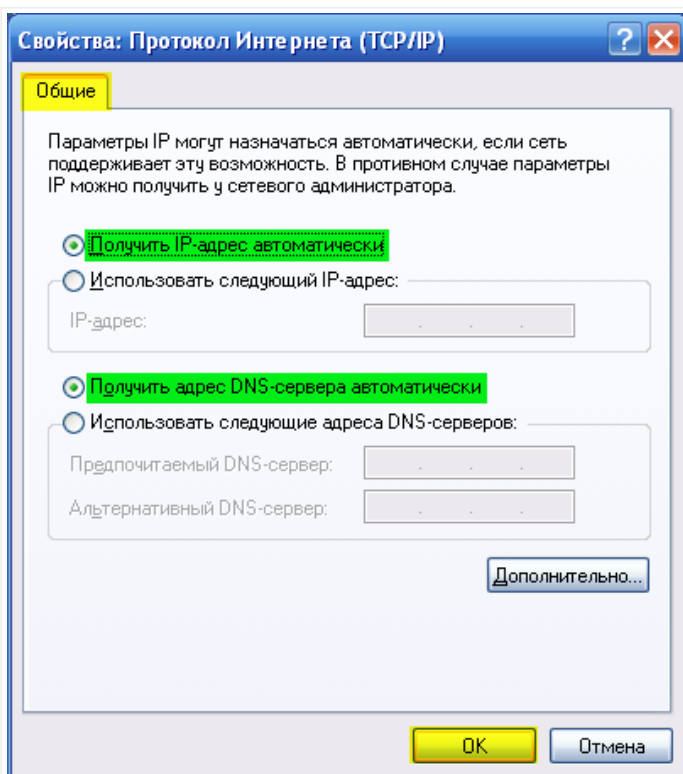 Свойства: Протокол Интернета (TCP/IP)
Общие
Параметры IP могут назначаться автоматически, если сеть
поддерживает эту возможность. В противном случае параметры
IP можно получить у сетевого администратора.
Получить IP-адрес автоматически
Использовать следующий IP-адрес:
IP-адрес:
Получить адрес DNS-сервера автоматически
Использовать следующие адреса DNS-серверов:
Предпочитаемый DNS-сервер:
Альтернативный DNS-сервер:
Дополнительно...
OK
Отмена